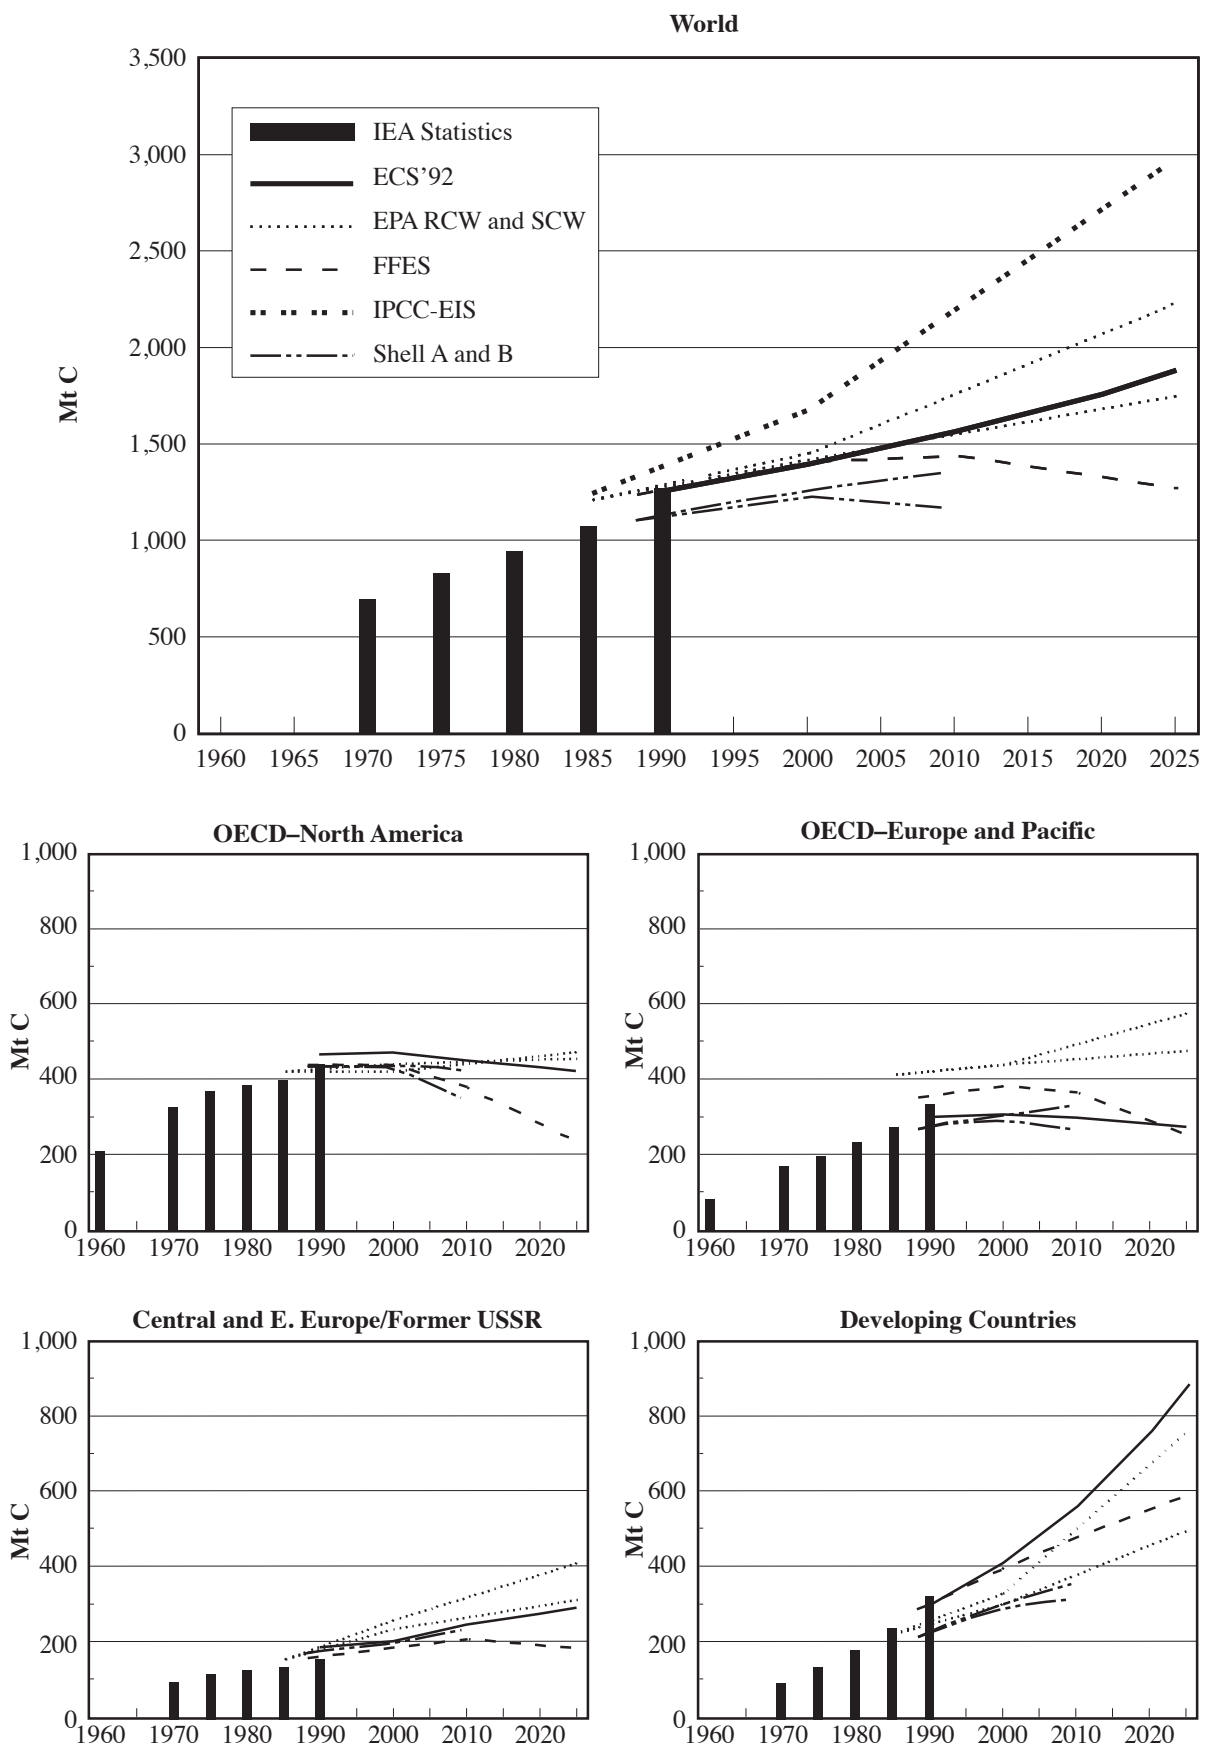 World
3,500
3,000
2,500
2,000
1,500
1,000
500
0
Mt C
IEA Statistics
ECS’92
EPA RCW and SCW
FFES
IPCC-EIS
Shell A and B
1960 1965 1970 1975 1980 1985 1990 1995 2000 2005 2010 2015 2020 2025
OECD–North America
1,000
800
600
400
200
0
Mt C
1960 1970 1980 1990 2000 2010 2020
OECD–Europe and Pacific
1,000
800
600
400
200
0
Mt C
1960 1970 1980 1990 2000 2010 2020
Central and E. Europe/Former USSR
1,000
800
600
400
200
0
Mt C
1960 1970 1980 1990 2000 2010 2020
Developing Countries
1,000
800
600
400
200
0
Mt C
1960 1970 1980 1990 2000 2010 2020